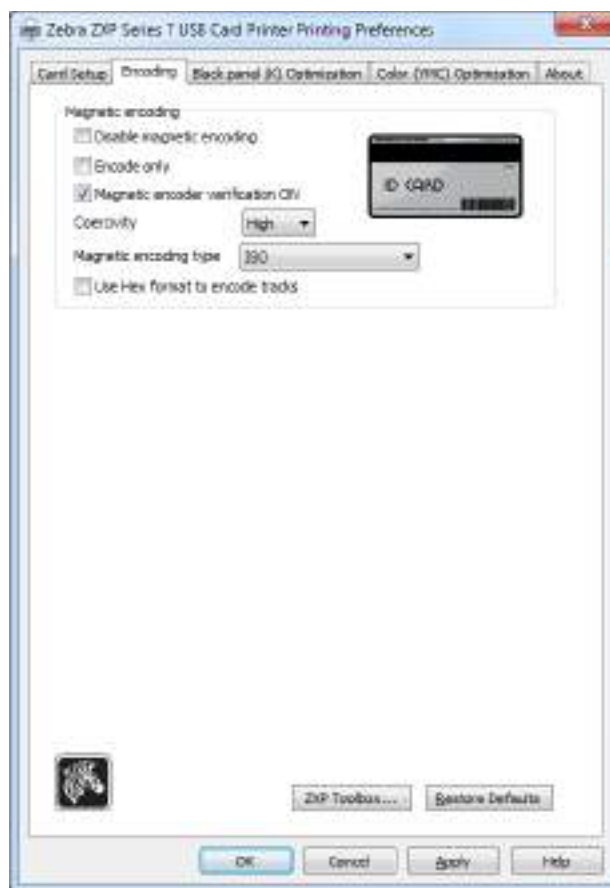 Zebra ZXP Series 7 USB Card Printer Printing Preferences
Card Setup Encoding Black panel (K) Optimization Color (YMC) Optimization About
Magnetic encoding
Disable magnetic encoding
Encode only
Magnetic encoder verification ON
ID CARD
Coercivity High
Magnetic encoding type ISO
Use Hex format to encode tracks
ZXP Toolbox... Restore Defaults
OK Cancel Apply Help